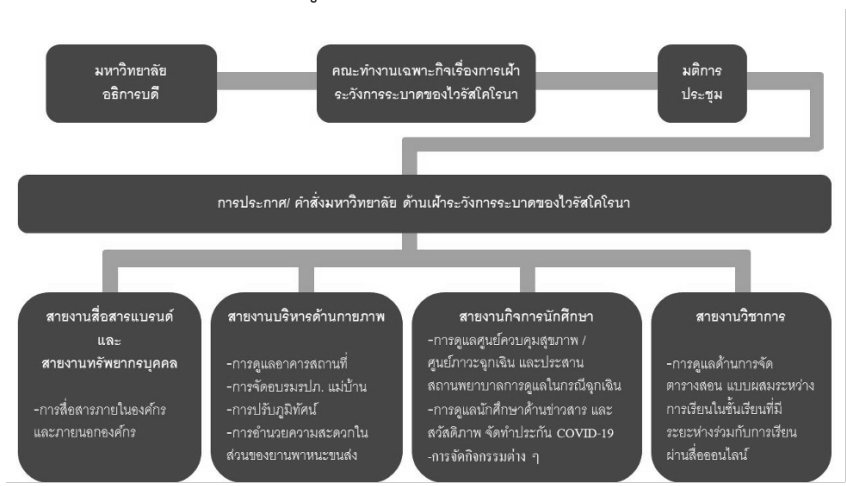 มหาวิทยาลัย
อธิการบดี
คณะทำงานเฉพาะกิจเรื่องการเฝ้า
ระวังการระบาดของไวรัสโคโรนา
มติการ
ประชุม
การประกาศ/ คำสั่งมหาวิทยาลัย ด้านเฝ้าระวังการระบาดของไวรัสโคโรนา
สายงานสื่อสารแบรนด์
และ
สายงานทรัพยากรบุคคล
-การสื่อสารภายในองค์กร
และภายนอกองค์กร
สายงานบริหารด้านกายภาพ
-การดูแลอาคารสถานที่
-การจัดอบรมรปภ. แม่บ้าน
-การปรับภูมิทัศน์
-การอำนวยความสะดวกใน
ส่วนของยานพาหนะขนส่ง
สายงานกิจการนักศึกษา
-การดูแลศูนย์ควบคุมสุขภาพ /
ศูนย์ภาวะฉุกเฉิน และประสาน
สถานพยาบาลการดูแลในกรณีฉุกเฉิน
-การดูแลนักศึกษาด้านข่าวสาร และ
สวัสดิภาพ จัดทำประกัน COVID-19
-การจัดกิจกรรมต่าง ๆ
สายงานวิชาการ
-การดูแลด้านการจัด
ตารางสอน แบบผสมระหว่าง
การเรียนในชั้นเรียนที่มี
ระยะห่างร่วมกับการเรียน
ผ่านสื่อออนไลน์